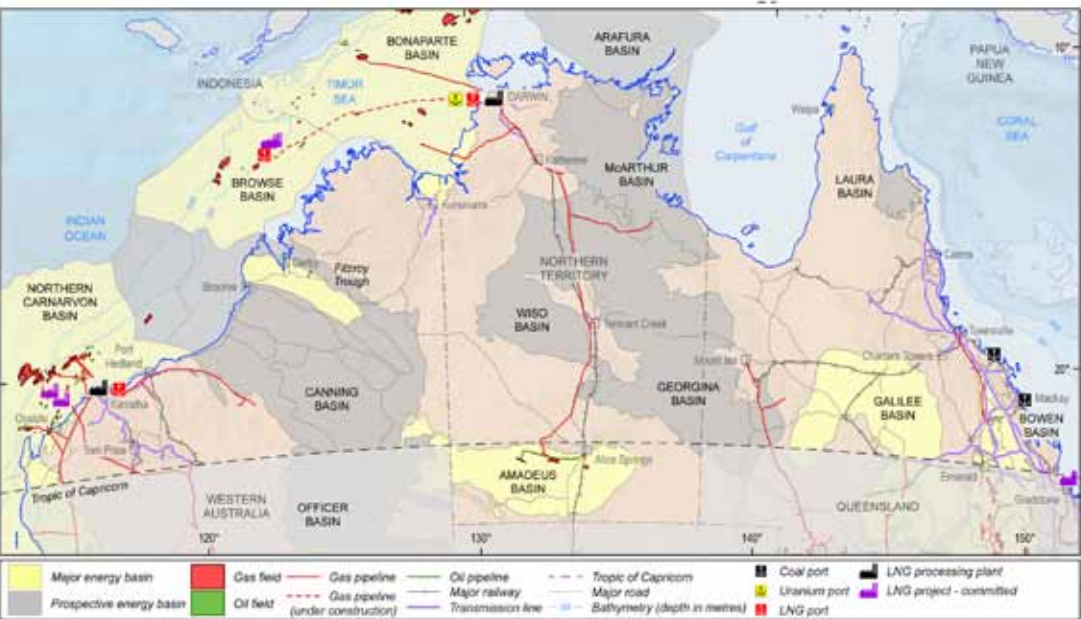 BONAPARTE
BASIN
ARAFURA
BASIN
10°
PAPUA
NEW
GUINEA
INDONESIA
TIMOR
SEA
DARWIN
Weipa
Gulf
of
Carpentaria
CORAL
SEA
Katherine
McARTHUR
BASIN
LAURA
BASIN
BROWSE
BASIN
Kununurra
INDIAN
OCEAN
Derby
Fitzroy
Trough
NORTHERN
TERRITORY
Cairns
Broome
NORTHERN
CARNARVON
BASIN
WISO
BASIN
Tennant Creek
Townsville
Port
Hedland
Mount Isa
Charters Towers
20°
CANNING
BASIN
GEORGINA
BASIN
GALILEE
BASIN
Mackay
BOWEN
BASIN
Karratha
Onslow
Tom Price
Alice Springs
AMADEUS
BASIN
Emerald
Gladstone
Tropic of Capricorn
WESTERN
AUSTRALIA
OFFICER
BASIN
QUEENSLAND
120°
130°
140°
150°
Major energy basin
Prospective energy basin
Gas field
Oil field
Gas pipeline
Gas pipeline
(under construction)
Oil pipeline
Major railway
Transmission line
Tropic of Capricorn
Major road
Bathymetry (depth in metres)
Coal port
Uranium port
LNG port
LNG processing plant
LNG project - committed